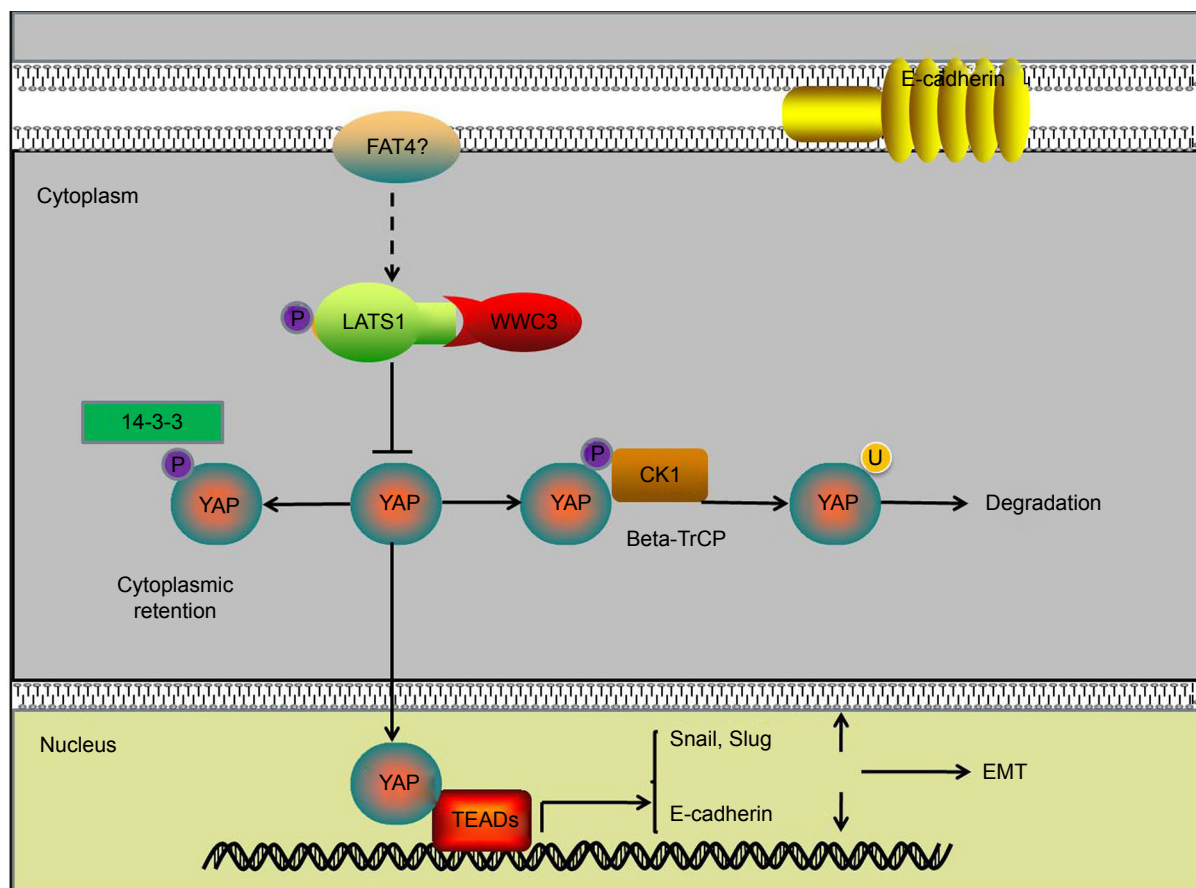 E-cadherin
FAT4?
Cytoplasm
P
LATS1
WWC3
14-3-3
P
YAP
YAP
P
YAP
CK1
Beta-TrCP
U
YAP
Degradation
Cytoplasmic
retention
Nucleus
YAP
TEADs
Snail, Slug
E-cadherin
EMT